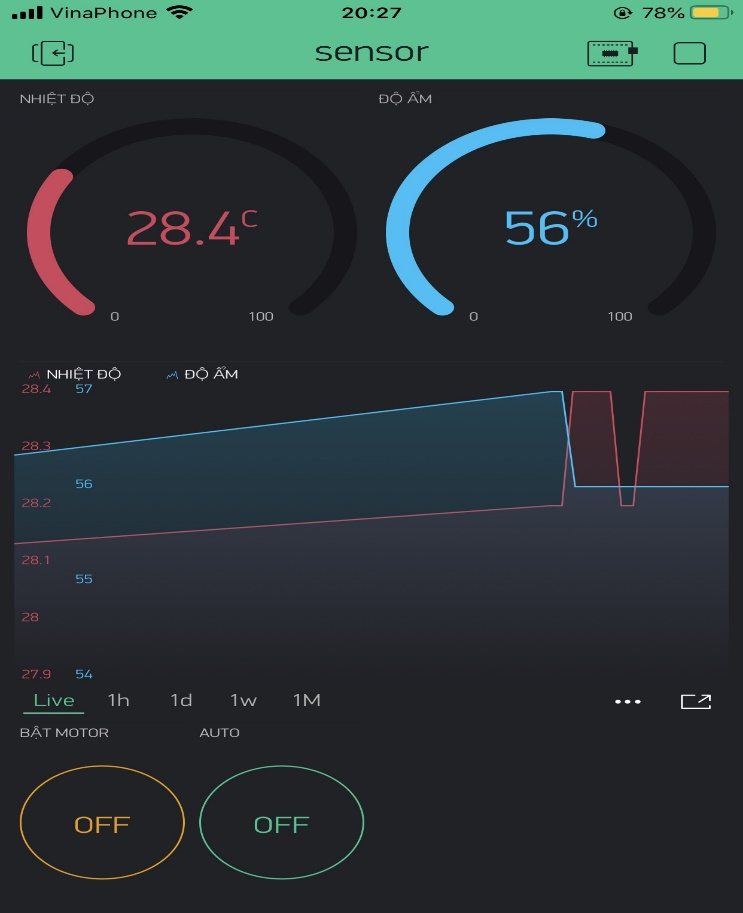 VinaPhone 20:27 78%
sensor
NHIỆT ĐỘ ĐỘ ẨM
28.4C 56%
0 100 0 100
NHIỆT ĐỘ ĐỘ ẨM
28.4 57
28.3
56
28.2
28.1
55
28
27.9 54
Live 1h 1d 1w 1M
BẬT MOTOR AUTO
OFF OFF